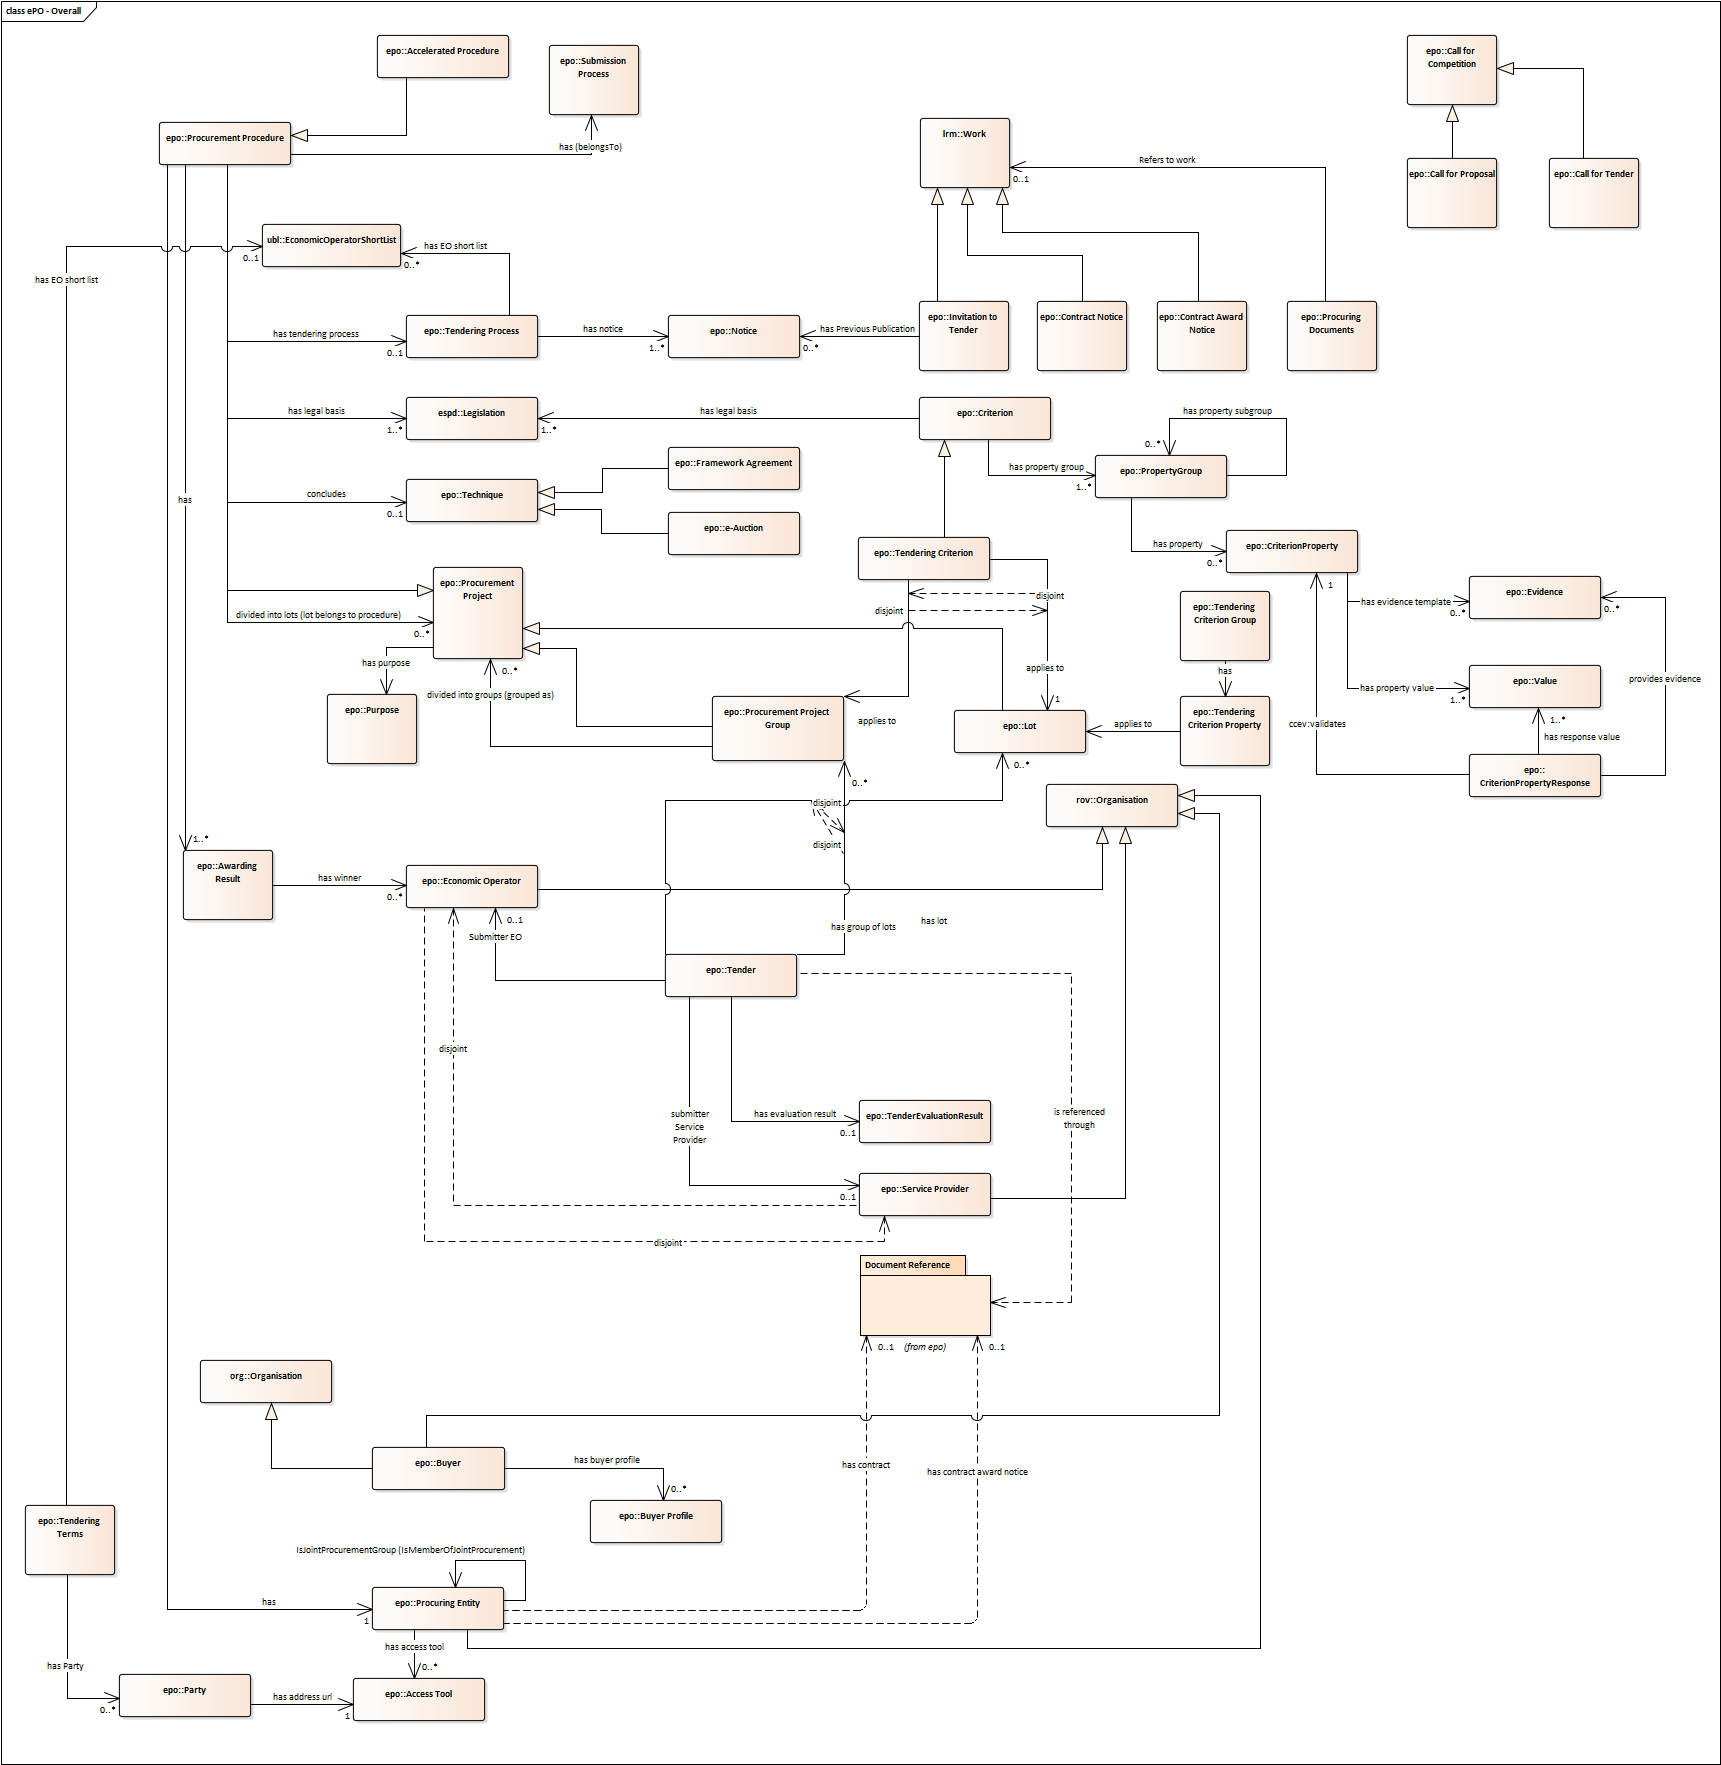 class ePO - Overall
epo::Accelerated Procedure
epo::Submission
Process
epo::Call for
Competition
epo::Procurement Procedure
has (belongsTo)
lrm::Work
Refers to work
0..1
epo::Call for Proposal
epo::Call for Tender
ubl::EconomicOperatorShortList
0..1
has EO short list
0..*
has EO short list
has tendering process
0..1
epo::Tendering Process
has notice
1..*
epo::Notice
has Previous Publication
0..*
epo::Invitation to
Tender
epo::Contract Notice
epo::Contract Award
Notice
epo::Procuring
Documents
has legal basis
1..*
espd::Legislation
has legal basis
1..*
epo::Criterion
has property subgroup
0..*
has property group
1..*
epo::PropertyGroup
epo::Framework Agreement
has
concludes
0..1
epo::Technique
epo::e-Auction
epo::Tendering Criterion
has property
0..*
epo::CriterionProperty
1
epo::Procurement
Project
divided into lots (lot belongs to procedure)
0..*
disjoint
disjoint
epo::Tendering
Criterion Group
has evidence template
0..*
epo::Evidence
0..*
has purpose
0..*
divided into groups (grouped as)
applies to
1
has
has property value
1..*
epo::Value
provides evidence
epo::Purpose
epo::Procurement Project
Group
applies to
epo::Lot
applies to
epo::Tendering
Criterion Property
ccev:validates
1..*
has response value
0..*
0..*
epo::
CriterionPropertyResponse
disjoint
disjoint
rov::Organisation
1..*
epo::Awarding
Result
has winner
0..*
epo::Economic Operator
0..1
Submitter EO
has group of lots
has lot
epo::Tender
disjoint
submitter
Service
Provider
has evaluation result
0..1
epo::TenderEvaluationResult
is referenced
through
0..1
epo::Service Provider
disjoint
Document Reference
0..1
(from epo)
0..1
org::Organisation
epo::Buyer
has buyer profile
0..*
epo::Buyer Profile
has contract
has contract award notice
epo::Tendering
Terms
IsJointProcurementGroup (IsMemberOfJointProcurement)
has
1
epo::Procuring Entity
has access tool
0..*
has Party
0..*
epo::Party
has address url
1
epo::Access Tool